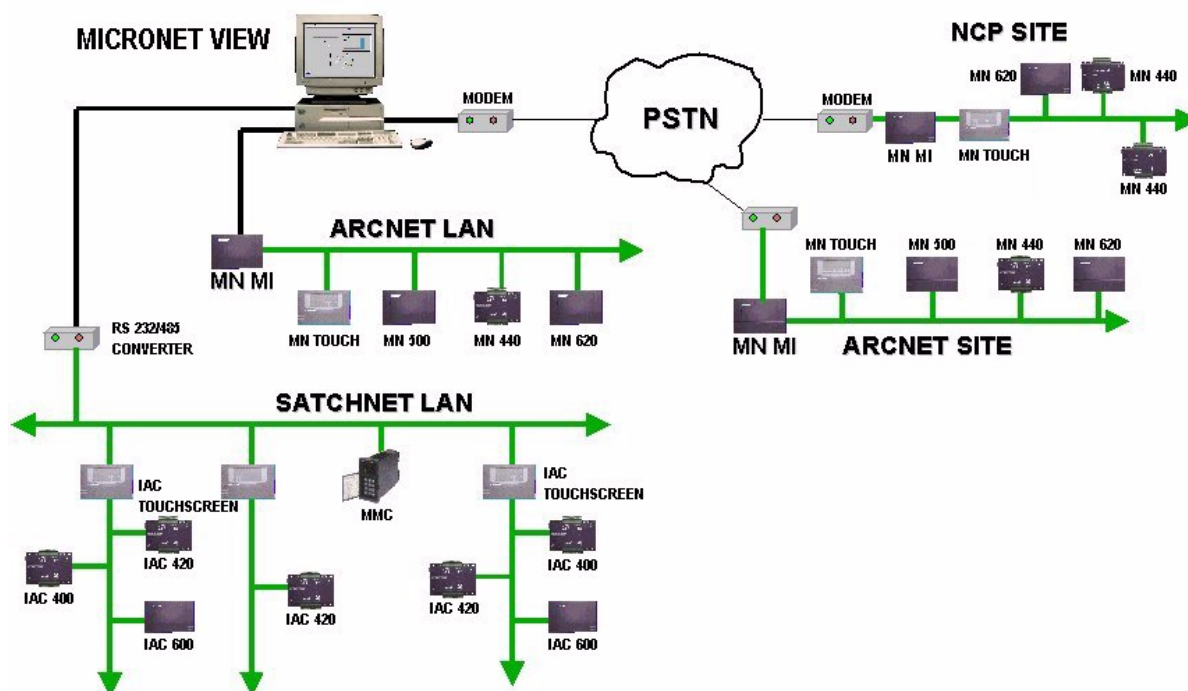 MICRONET VIEW
MODEM
PSTN
MODEM
NCP SITE
MN 620
MN 440
MN MI
MN TOUCH
MN 440
ARCNET LAN
MN MI
MN TOUCH
MN 500
MN 440
MN 620
MN TOUCH
MN 500
MN 440
MN 620
MN MI
ARCNET SITE
RS 232/485
CONVERTER
SATCHNET LAN
IAC
TOUCHSCREEN
MMC
IAC
TOUCHSCREEN
IAC 420
IAC 400
IAC 600
IAC 420
IAC 400
IAC 420
IAC 600